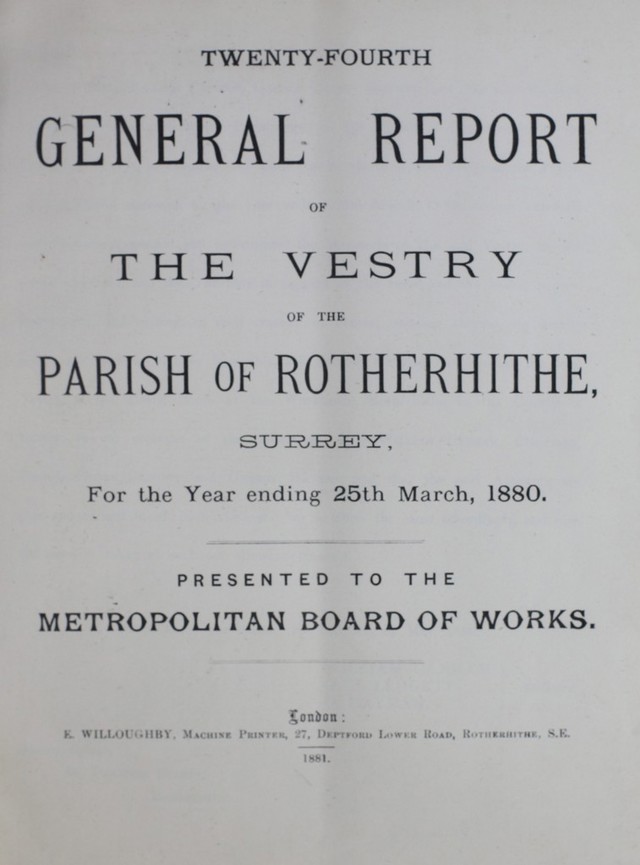 TWENTY-FOURTH
GENERAL REPORT
OF
THE VESTRY
OF THE
PARISH OF ROTHERHITHE,
SURREY,
For the Year ending 25th March, 1880.
PRESENTED TO THE
METROPOLITAN BOARD OF WORKS.
London:
E. WILLOUGHBY, MACHINE PRINTER, 27, DEPTFORD LOWER ROAD, ROTHERHITHE, S.E.
1881.